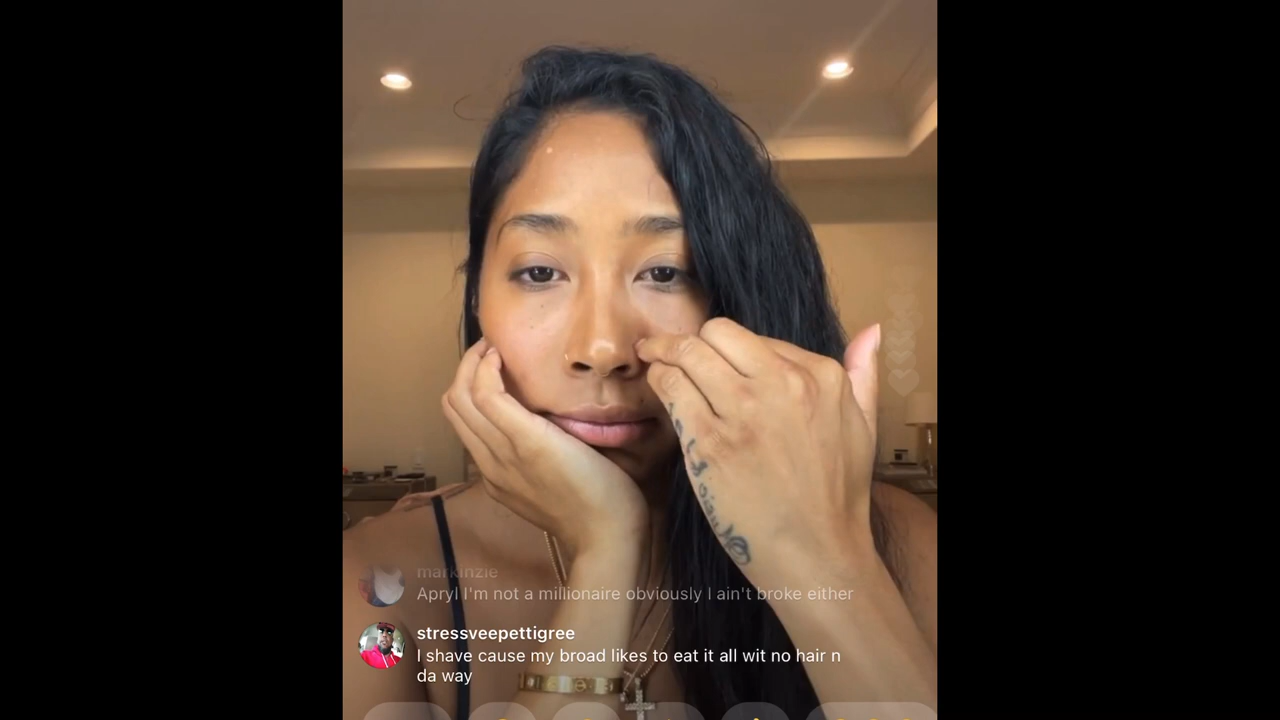 markinzie
Apryl I'm not a millionaire obviously I ain't broke either
stressveepettigree
I shave cause my broad likes to eat it all wit no hair n
da way